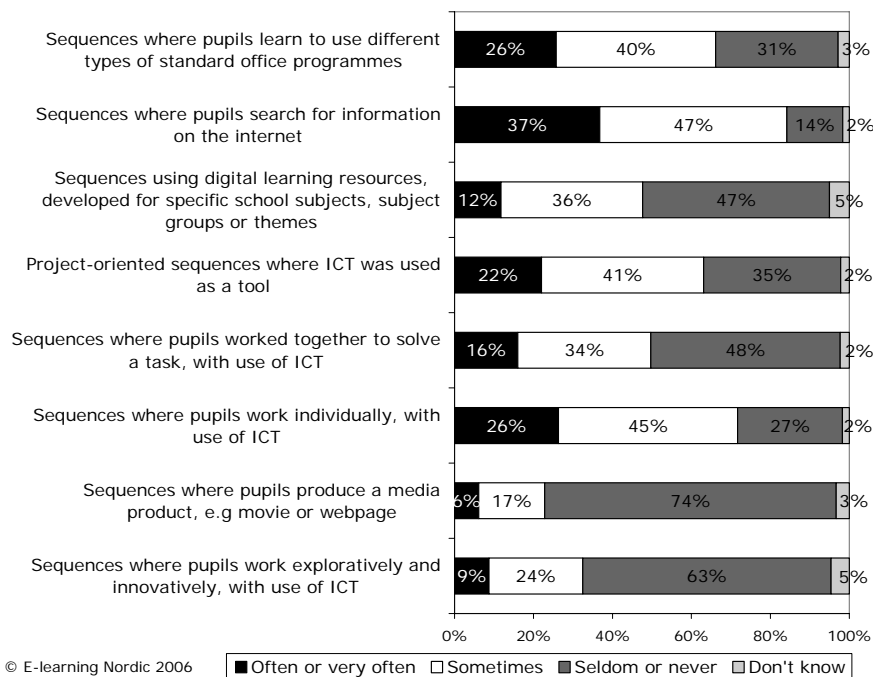 Sequences where pupils learn to use different
types of standard office programmes
26% 40% 31% 3%
Sequences where pupils search for information
on the internet
37% 47% 14% 2%
Sequences using digital learning resources,
developed for specific school subjects, subject
groups or themes
12% 36% 47% 5%
Project-oriented sequences where ICT was used
as a tool
22% 41% 35% 2%
Sequences where pupils worked together to solve
a task, with use of ICT
16% 34% 48% 2%
Sequences where pupils work individually, with
use of ICT
26% 45% 27% 2%
Sequences where pupils produce a media
product, e.g movie or webpage
6% 17% 74% 3%
Sequences where pupils work exploratively and
innovatively, with use of ICT
9% 24% 63% 5%
0% 20% 40% 60% 80% 100%
© E-learning Nordic 2006
Often or very often Sometimes Seldom or never Don't know